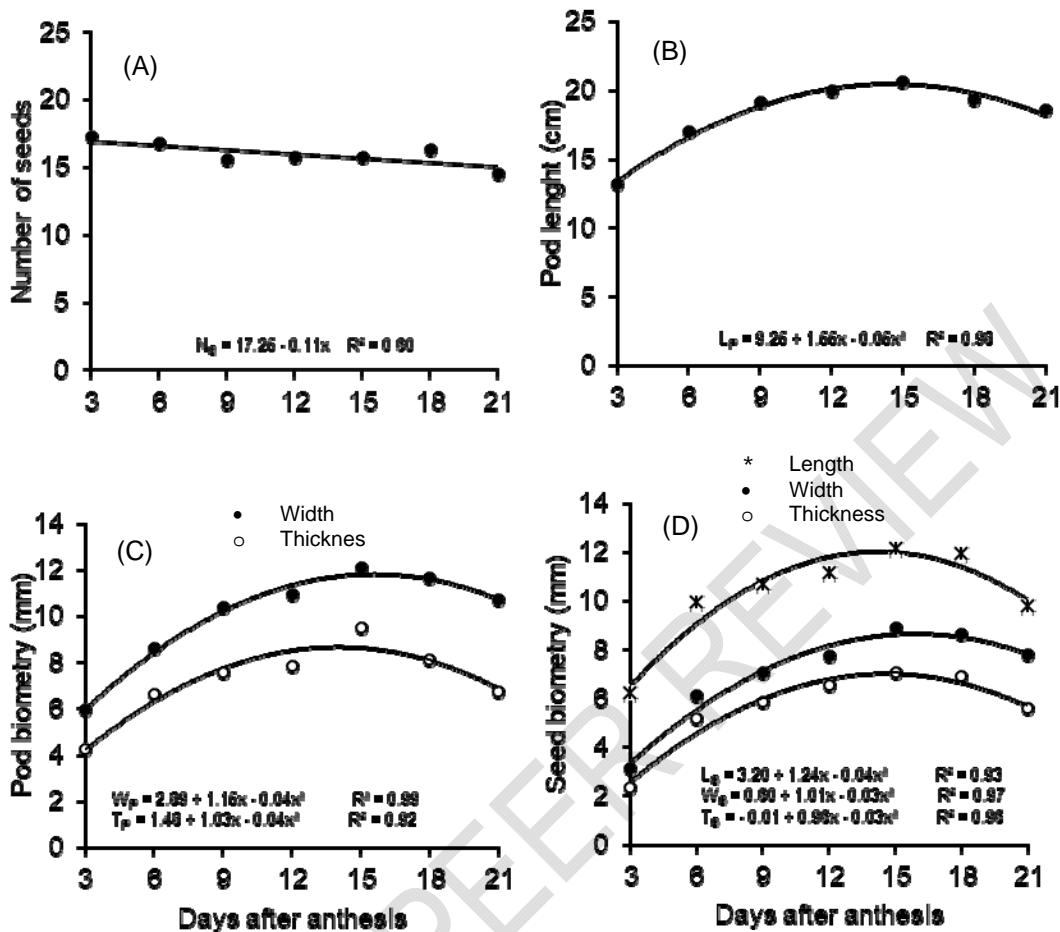 (A)
Number of seeds
25
20
15
10
5
0
3 6 9 12 15 18 21
Nₛ = 17.25 - 0.11x R² = 0.60
(B)
Pod lenght (cm)
25
20
15
10
5
0
3 6 9 12 15 18 21
Lₚ = 9.25 + 1.55x - 0.05x² R² = 0.98
(C)
● Width
○ Thicknes
Pod biometry (mm)
14
12
10
8
6
4
2
0
3 6 9 12 15 18 21
Wₚ = 2.89 + 1.15x - 0.04x² R² = 0.99
Tₚ = 1.46 + 1.03x - 0.04x² R² = 0.92
Days after anthesis
(D)
* Length
● Width
○ Thickness
Seed biometry (mm)
14
12
10
8
6
4
2
0
3 6 9 12 15 18 21
Lₛ = 3.20 + 1.24x - 0.04x² R² = 0.93
Wₛ = 0.60 + 1.01x - 0.03x² R² = 0.97
Tₛ = -0.01 + 0.96x - 0.03x² R² = 0.96
Days after anthesis
PEER REVIEW